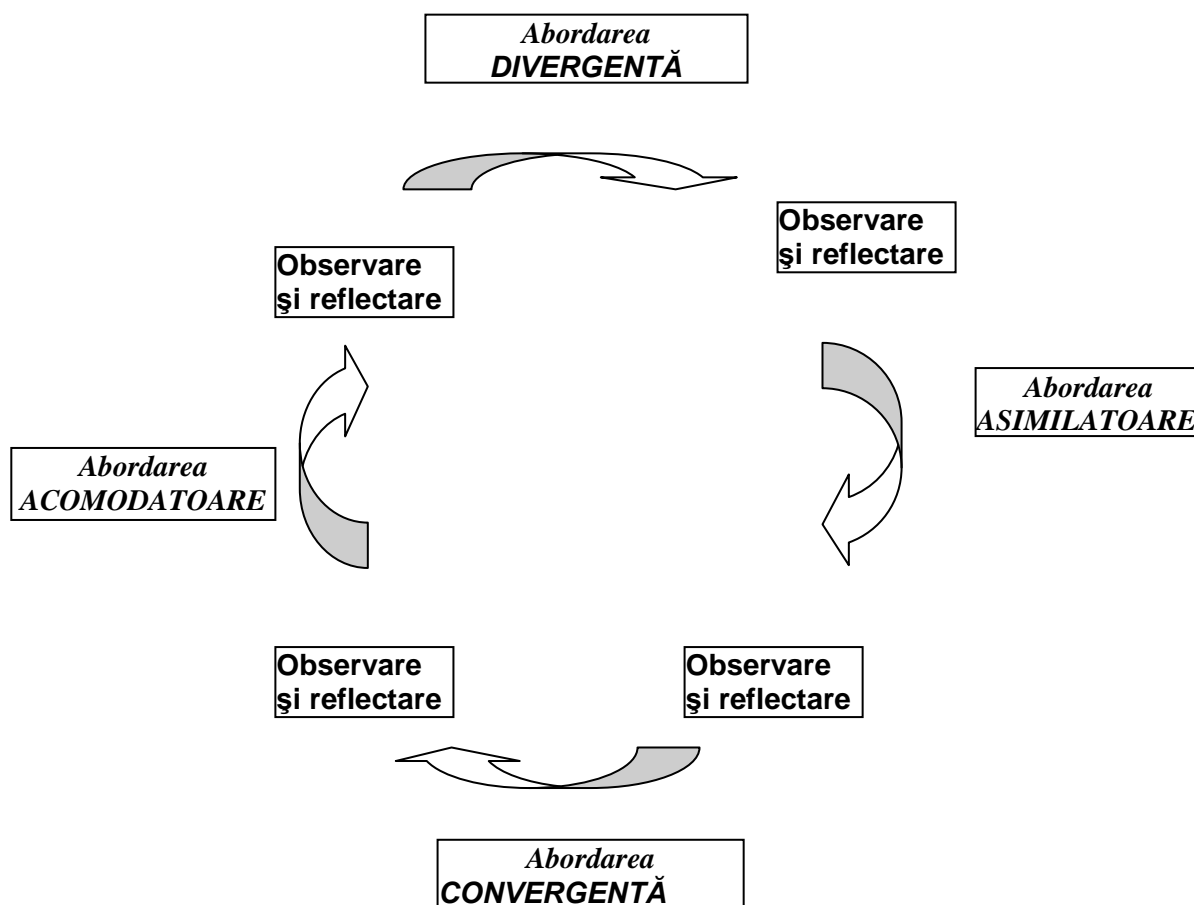 Abordarea
DIVERGENTĂ
Observare
şi reflectare
Observare
şi reflectare
Abordarea
ASIMILATOARE
Abordarea
ACOMODATOARE
Observare
şi reflectare
Observare
şi reflectare
Abordarea
CONVERGENTĂ